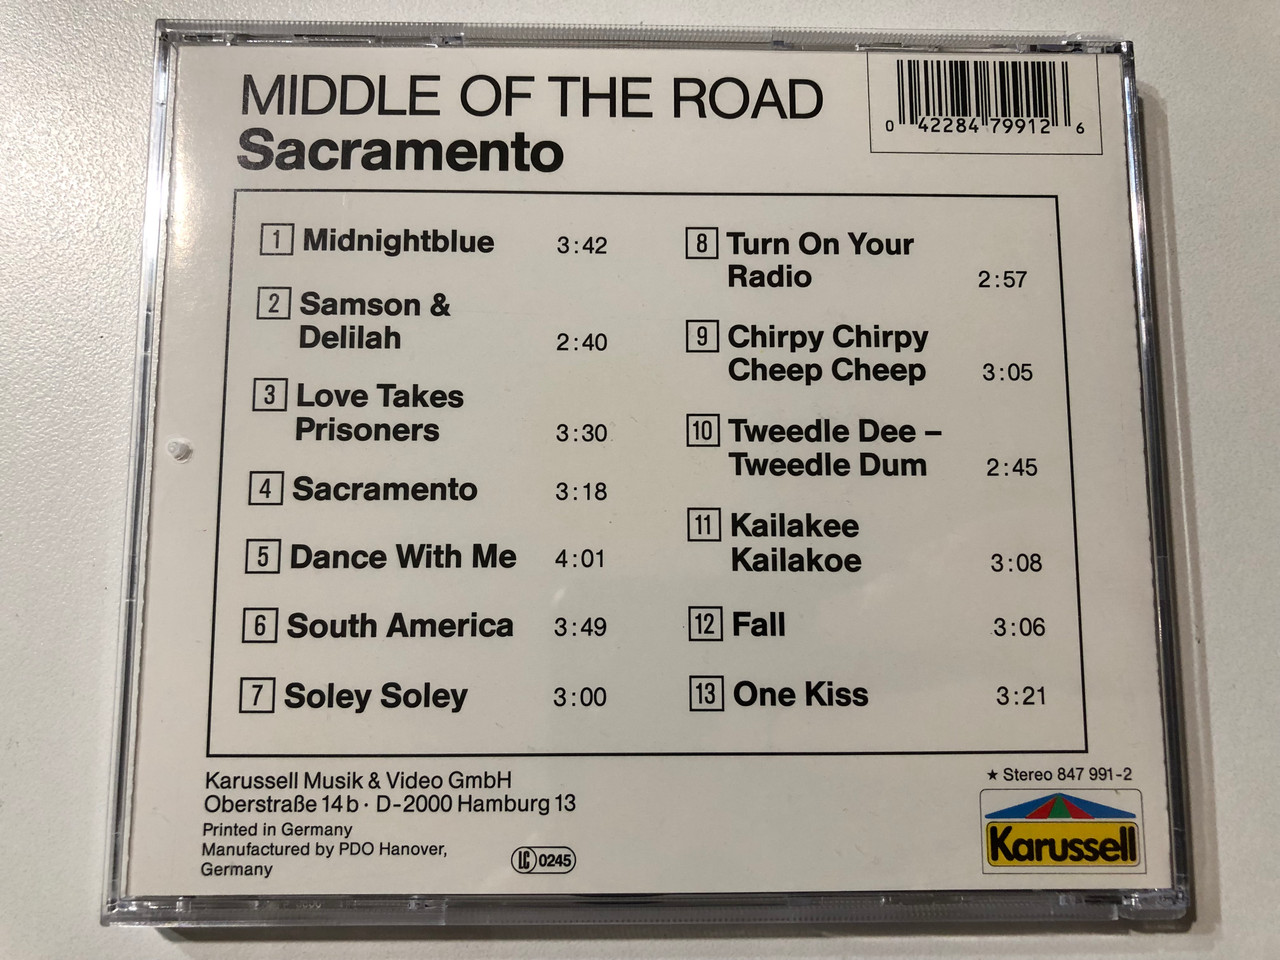 MIDDLE OF THE ROAD
Sacramento
0 42284 79912 6
1 Midnightblue 3:42
2 Samson &
Delilah 2:40
3 Love Takes
Prisoners 3:30
4 Sacramento 3:18
5 Dance With Me 4:01
6 South America 3:49
7 Soley Soley 3:00
8 Turn On Your
Radio 2:57
9 Chirpy Chirpy
Cheep Cheep 3:05
10 Tweedle Dee –
Tweedle Dum 2:45
11 Kailakee
Kailakoe 3:08
12 Fall 3:06
13 One Kiss 3:21
Karussell Musik & Video GmbH
Oberstraße 14b · D-2000 Hamburg 13
Printed in Germany
Manufactured by PDO Hanover,
Germany
LC 0245
★ Stereo 847 991-2
Karussell